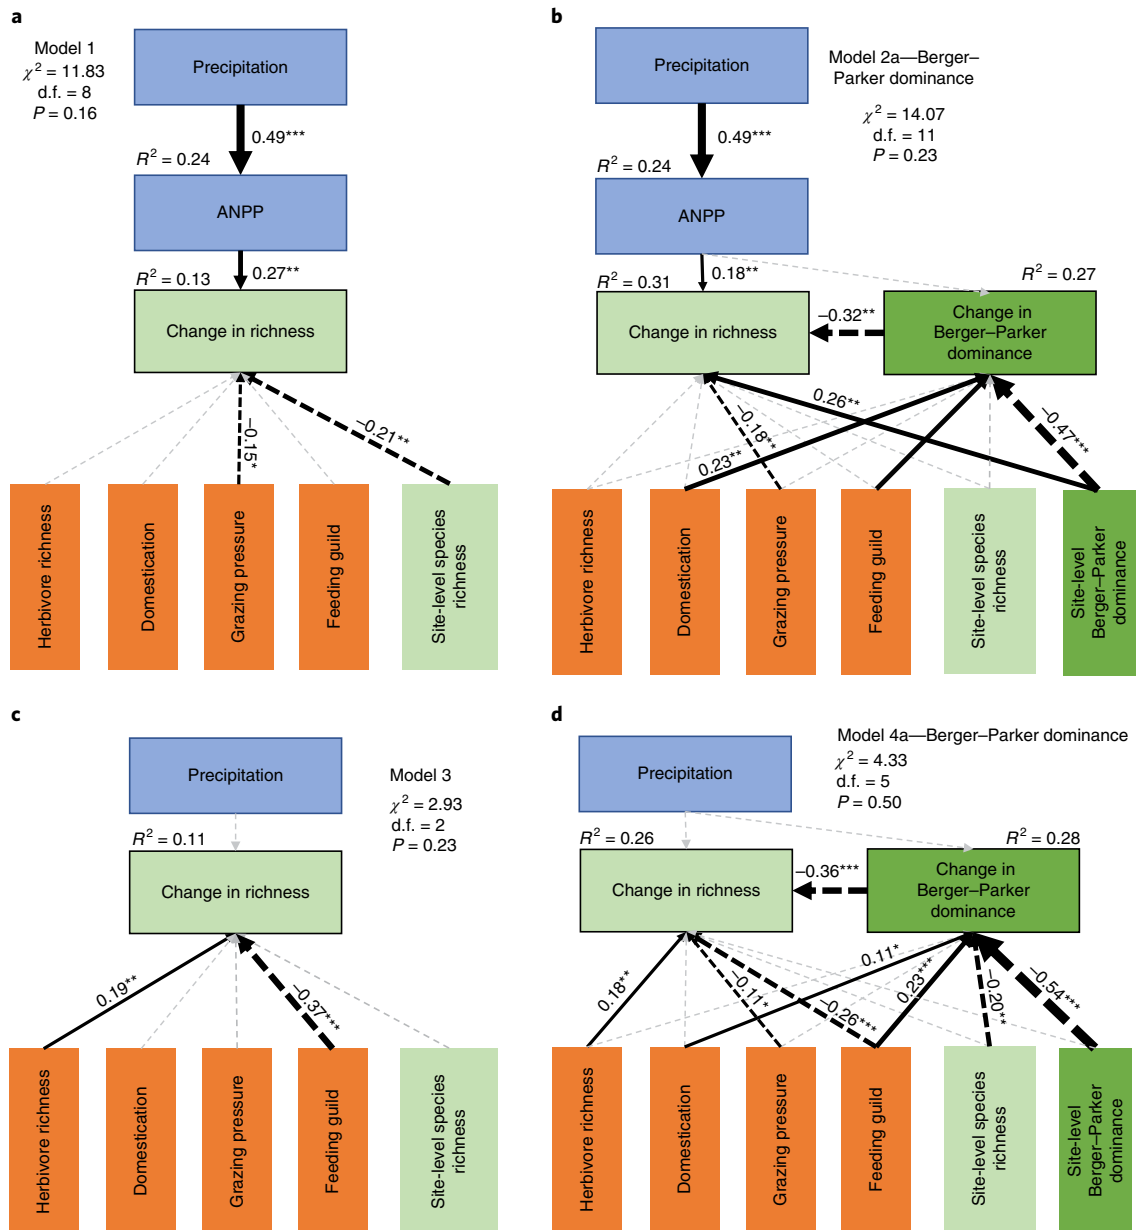 a
Model 1
χ² = 11.83
d.f. = 8
P = 0.16
Precipitation
0.49***
R² = 0.24
ANPP
R² = 0.13
0.27**
Change in richness
–0.15*
–0.21**
Herbivore richness
Domestication
Grazing pressure
Feeding guild
Site-level species
richness
b
Precipitation
Model 2a—Berger–
Parker dominance
χ² = 14.07
d.f. = 11
P = 0.23
0.49***
R² = 0.24
ANPP
R² = 0.31
0.18**
R² = 0.27
Change in richness
–0.32**
Change in
Berger–Parker
dominance
0.23**
–0.18**
0.26**
–0.47***
Herbivore richness
Domestication
Grazing pressure
Feeding guild
Site-level species
richness
Site-level
Berger–Parker
dominance
c
Precipitation
Model 3
χ² = 2.93
d.f. = 2
P = 0.23
R² = 0.11
Change in richness
0.19**
–0.37***
Herbivore richness
Domestication
Grazing pressure
Feeding guild
Site-level species
richness
d
Precipitation
Model 4a—Berger–Parker dominance
χ² = 4.33
d.f. = 5
P = 0.50
R² = 0.26
R² = 0.28
Change in richness
–0.36***
Change in
Berger–Parker
dominance
0.18**
–0.11*
–0.26***
0.11*
0.23***
–0.20**
–0.54***
Herbivore richness
Domestication
Grazing pressure
Feeding guild
Site-level species
richness
Site-level
Berger–Parker
dominance